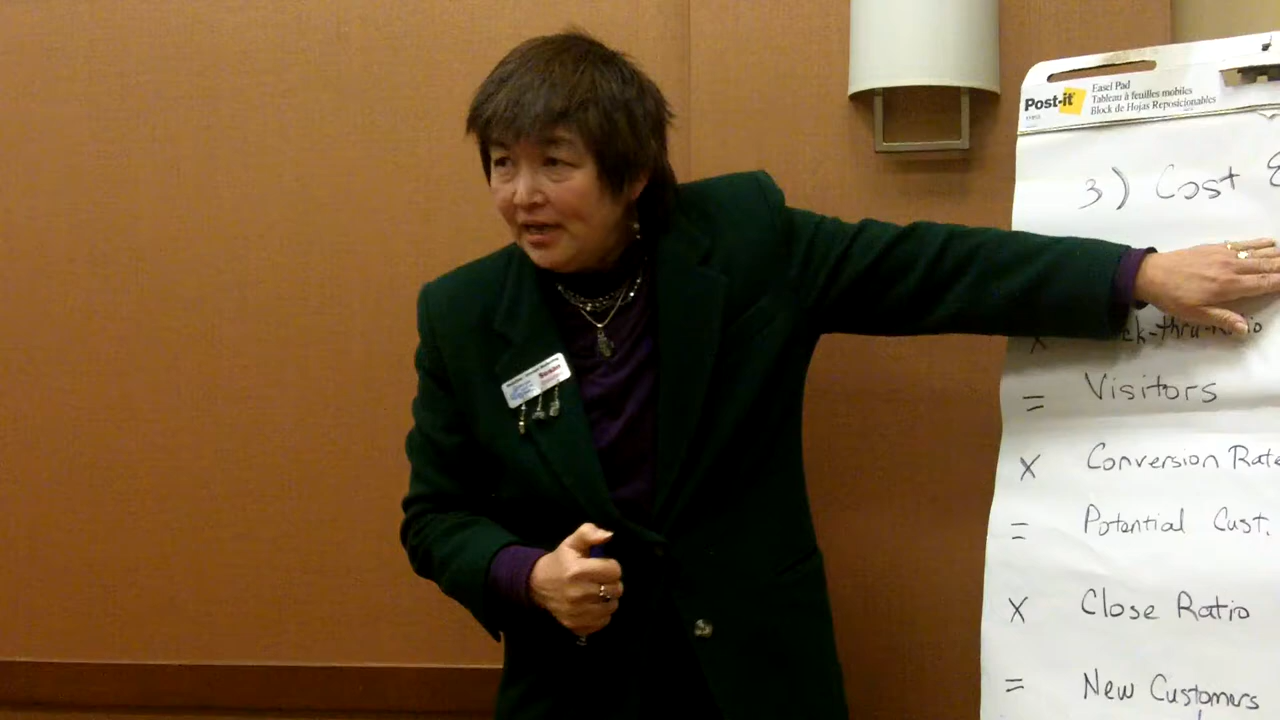 Post-it
Easel Pad
Tableau à feuilles mobiles
Block de Hojas Reposicionables
3) Cost &
X
= Visitors
X Conversion Rate
= Potential Cust.
X Close Ratio
= New Customers